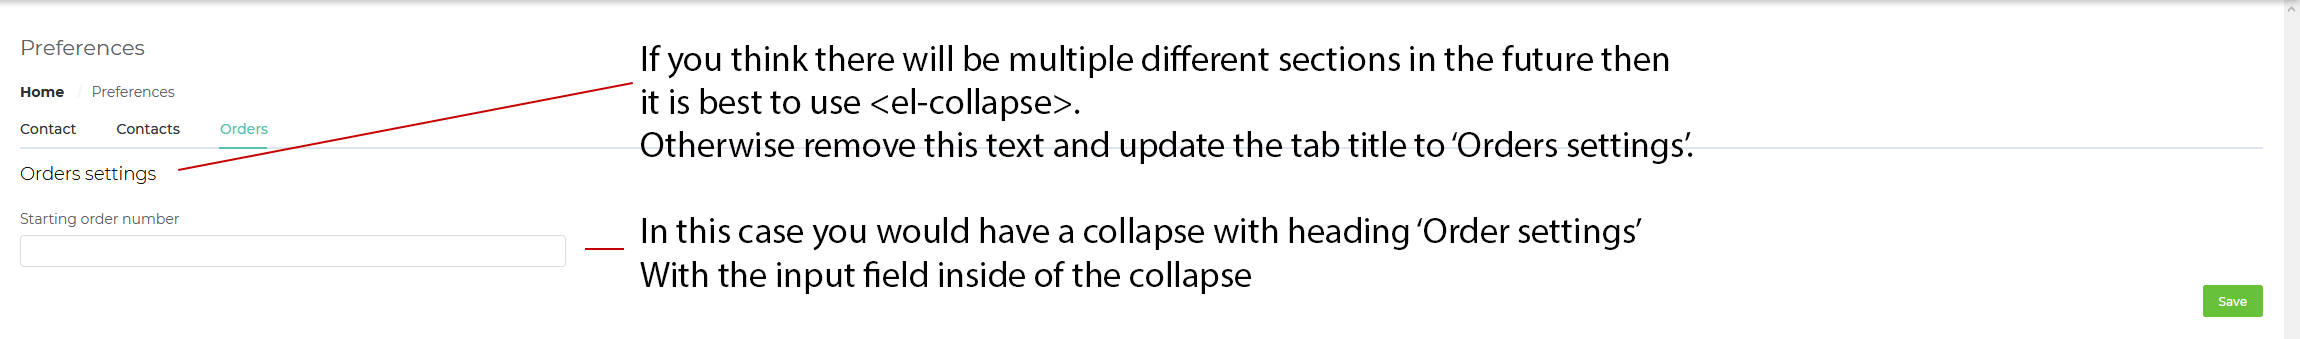 Preferences
Home / Preferences
Contact Contacts Orders
Orders settings
Starting order number
If you think there will be multiple different sections in the future then
it is best to use <el-collapse>.
Otherwise remove this text and update the tab title to ‘Orders settings’.
In this case you would have a collapse with heading ‘Order settings’
With the input field inside of the collapse
Save